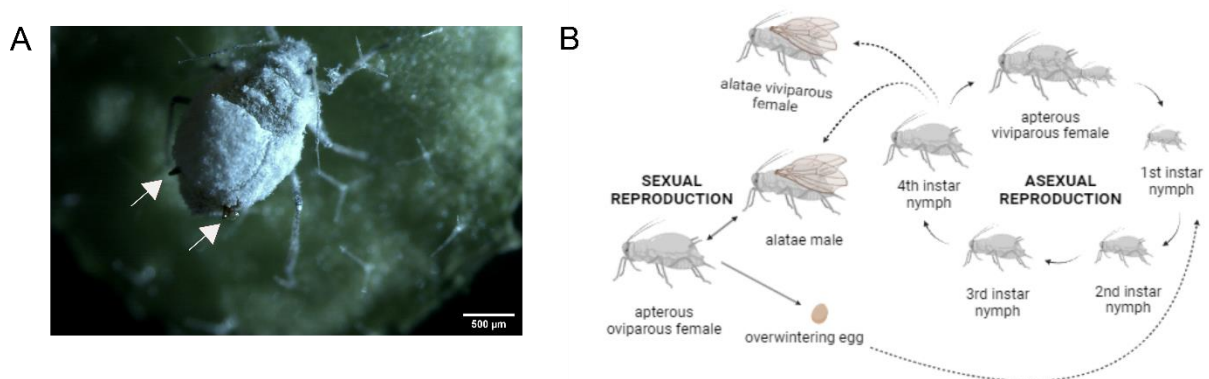 A
500 µm
B
alatae viviparous
female
apterous
viviparous female
1st instar
nymph
4th instar
nymph
SEXUAL
REPRODUCTION
ASEXUAL
REPRODUCTION
alatae male
3rd instar
nymph
2nd instar
nymph
apterous
oviparous female
overwintering egg